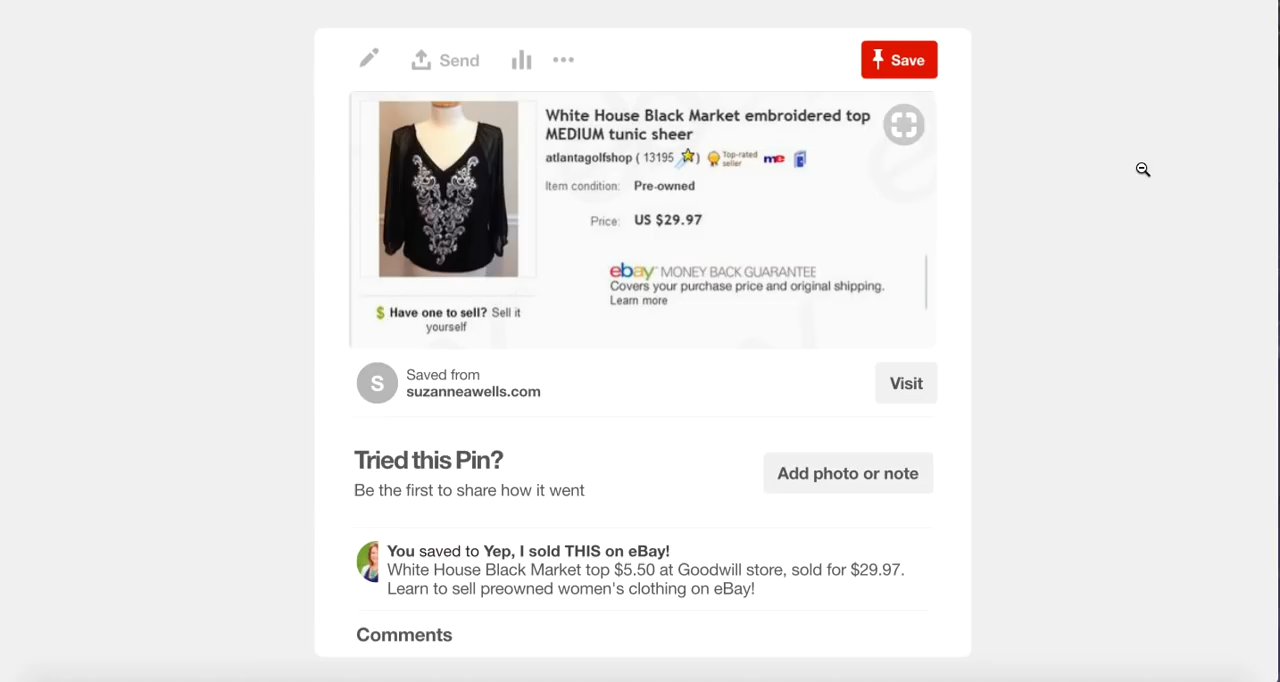 Send
Save
White House Black Market embroidered top
MEDIUM tunic sheer
atlantagolfshop ( 13195 ) Top-rated seller me
Item condition: Pre-owned
Price: US $29.97
ebay MONEY BACK GUARANTEE
Covers your purchase price and original shipping.
Learn more
$ Have one to sell? Sell it
yourself
S
Saved from
suzanneawells.com
Visit
Tried this Pin?
Be the first to share how it went
Add photo or note
You saved to Yep, I sold THIS on eBay!
White House Black Market top $5.50 at Goodwill store, sold for $29.97.
Learn to sell preowned women's clothing on eBay!
Comments